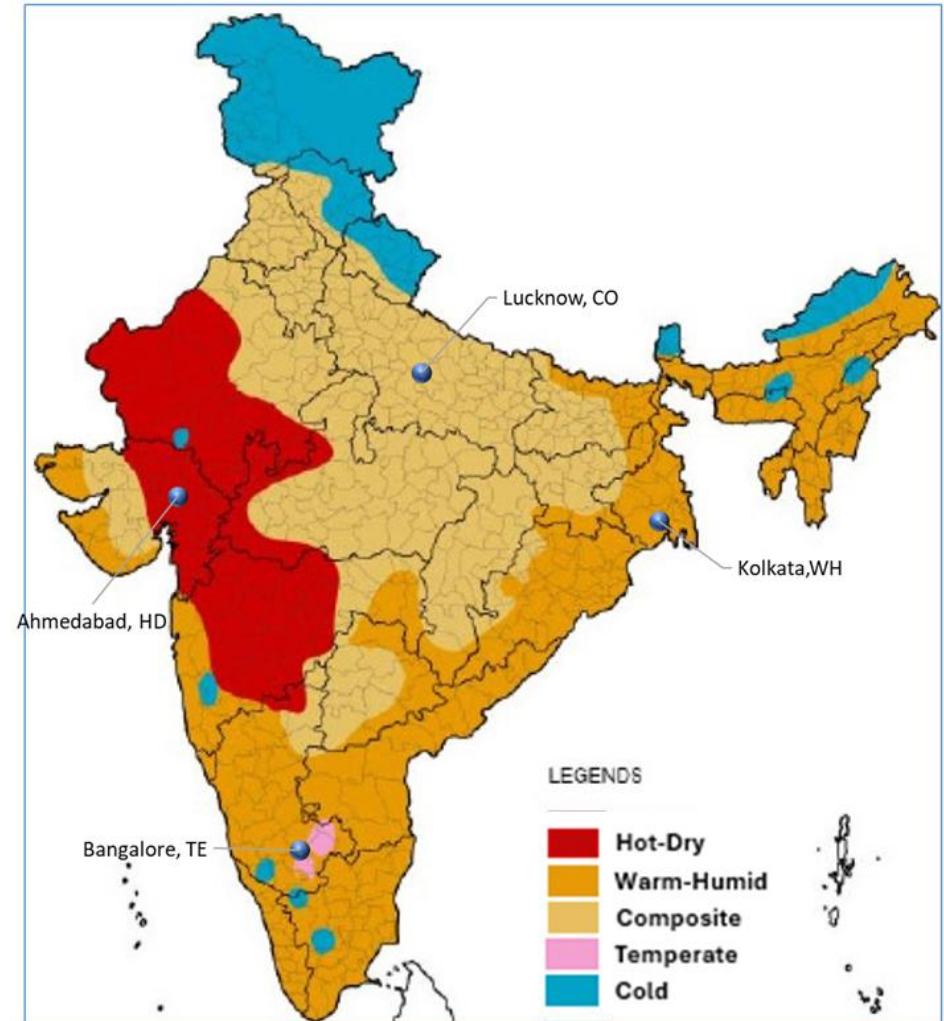 Lucknow, CO
Kolkata,WH
Ahmedabad, HD
Bangalore, TE
LEGENDS
Hot-Dry
Warm-Humid
Composite
Temperate
Cold